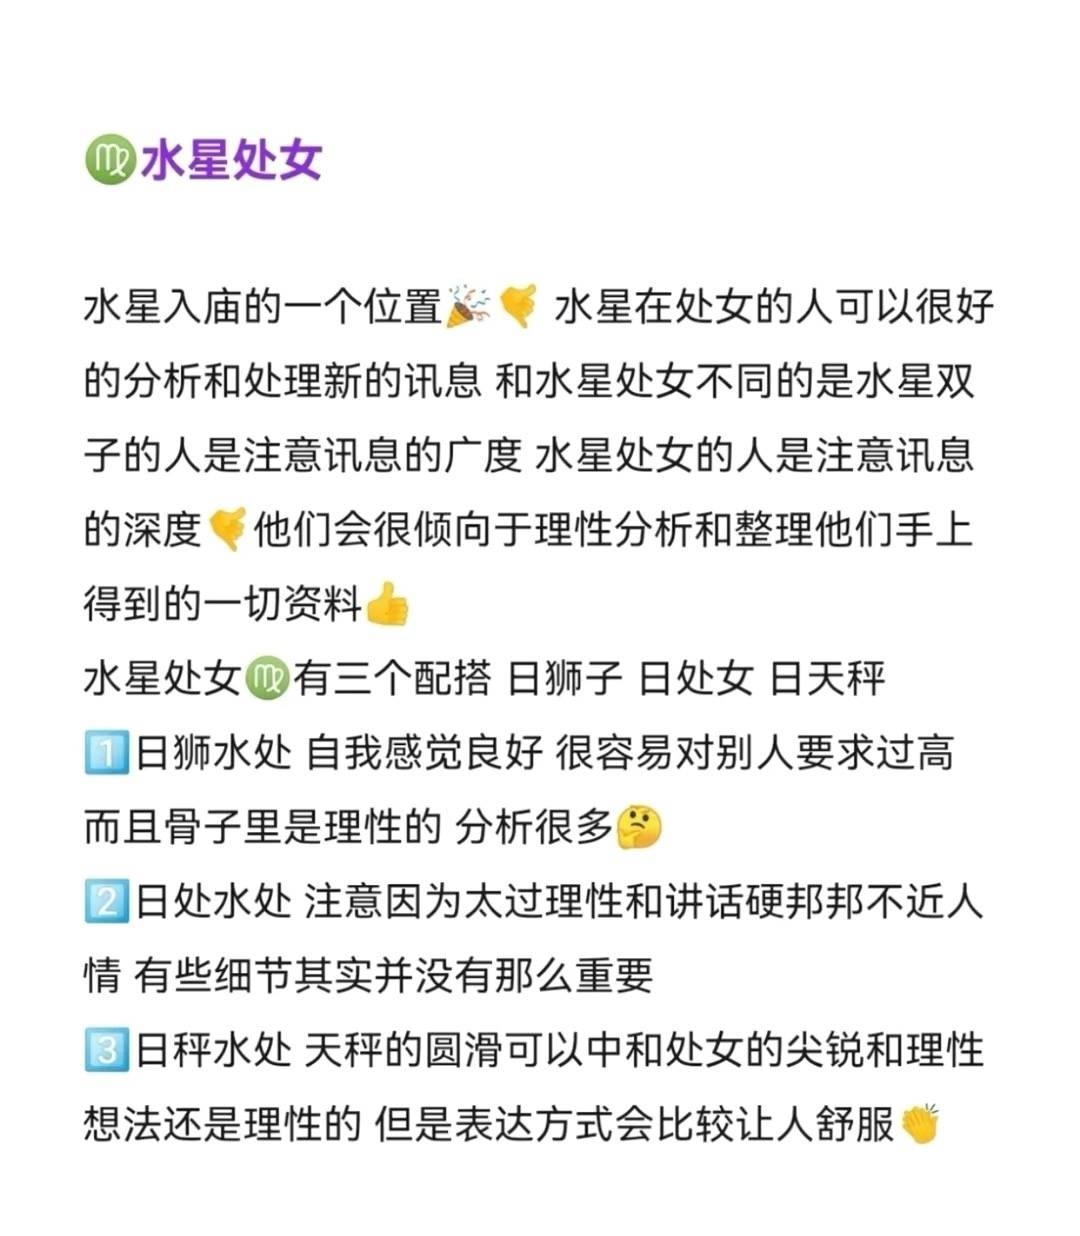 ♍水星处女
水星入庙的一个位置🎉🤙 水星在处女的人可以很好
的分析和处理新的讯息 和水星处女不同的是水星双
子的人是注意讯息的广度 水星处女的人是注意讯息
的深度🤙他们会很倾向于理性分析和整理他们手上
得到的一切资料👍
水星处女♍有三个配搭 日狮子 日处女 日天秤
1️⃣日狮水处 自我感觉良好 很容易对别人要求过高
而且骨子里是理性的 分析很多🤔
2️⃣日处水处 注意因为太过理性和讲话硬邦邦不近人
情 有些细节其实并没有那么重要
3️⃣日秤水处 天秤的圆滑可以中和处女的尖锐和理性
想法还是理性的 但是表达方式会比较让人舒服👏